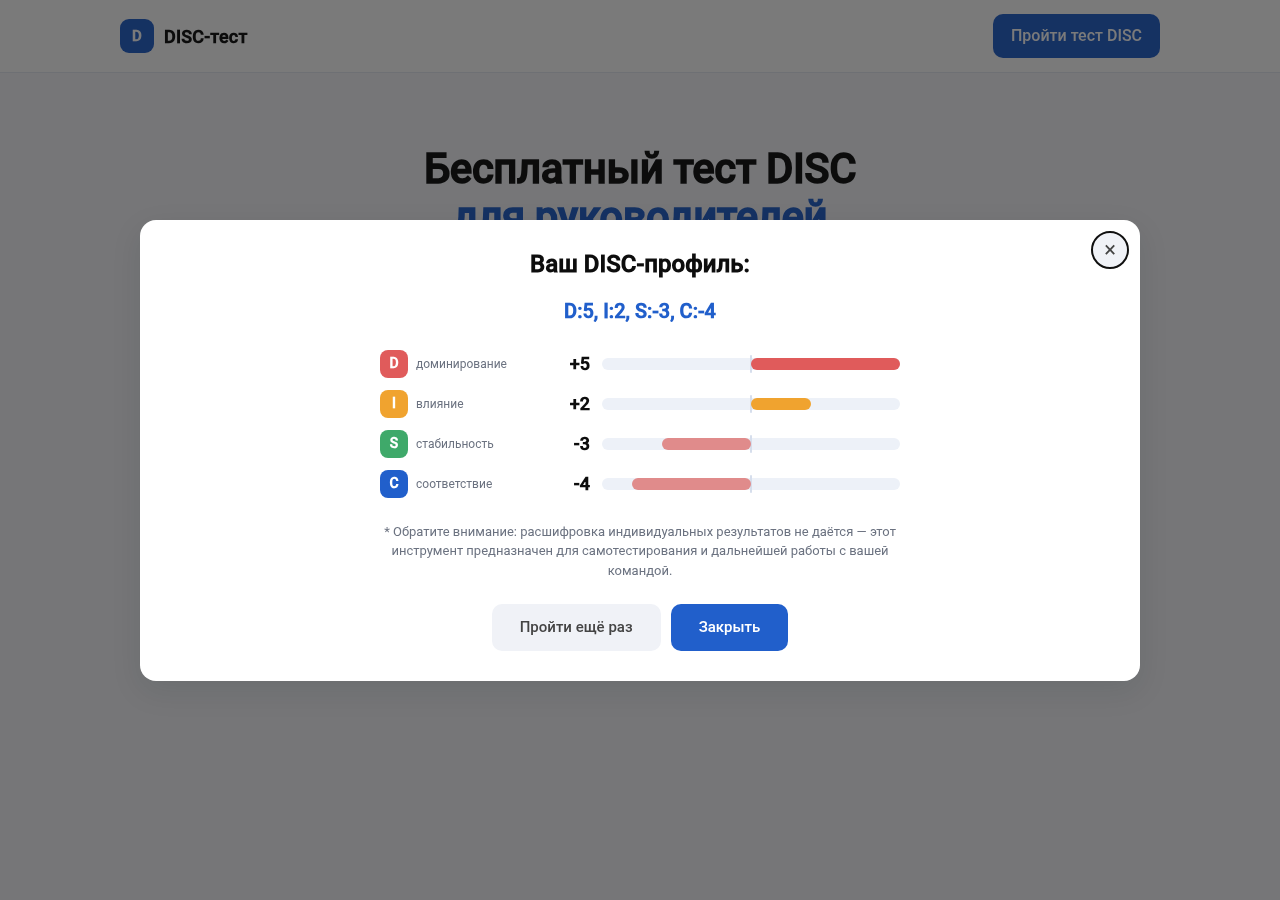 D DISC-тест
Пройти тест DISC
Бесплатный тест DISC
для руководителей
×
Ваш DISC-профиль:
D:5, I:2, S:-3, C:-4
D доминирование +5
I влияние +2
S стабильность -3
C соответствие -4
* Обратите внимание: расшифровка индивидуальных результатов не даётся — этот
инструмент предназначен для самотестирования и дальнейшей работы с вашей
командой.
Пройти ещё раз
Закрыть